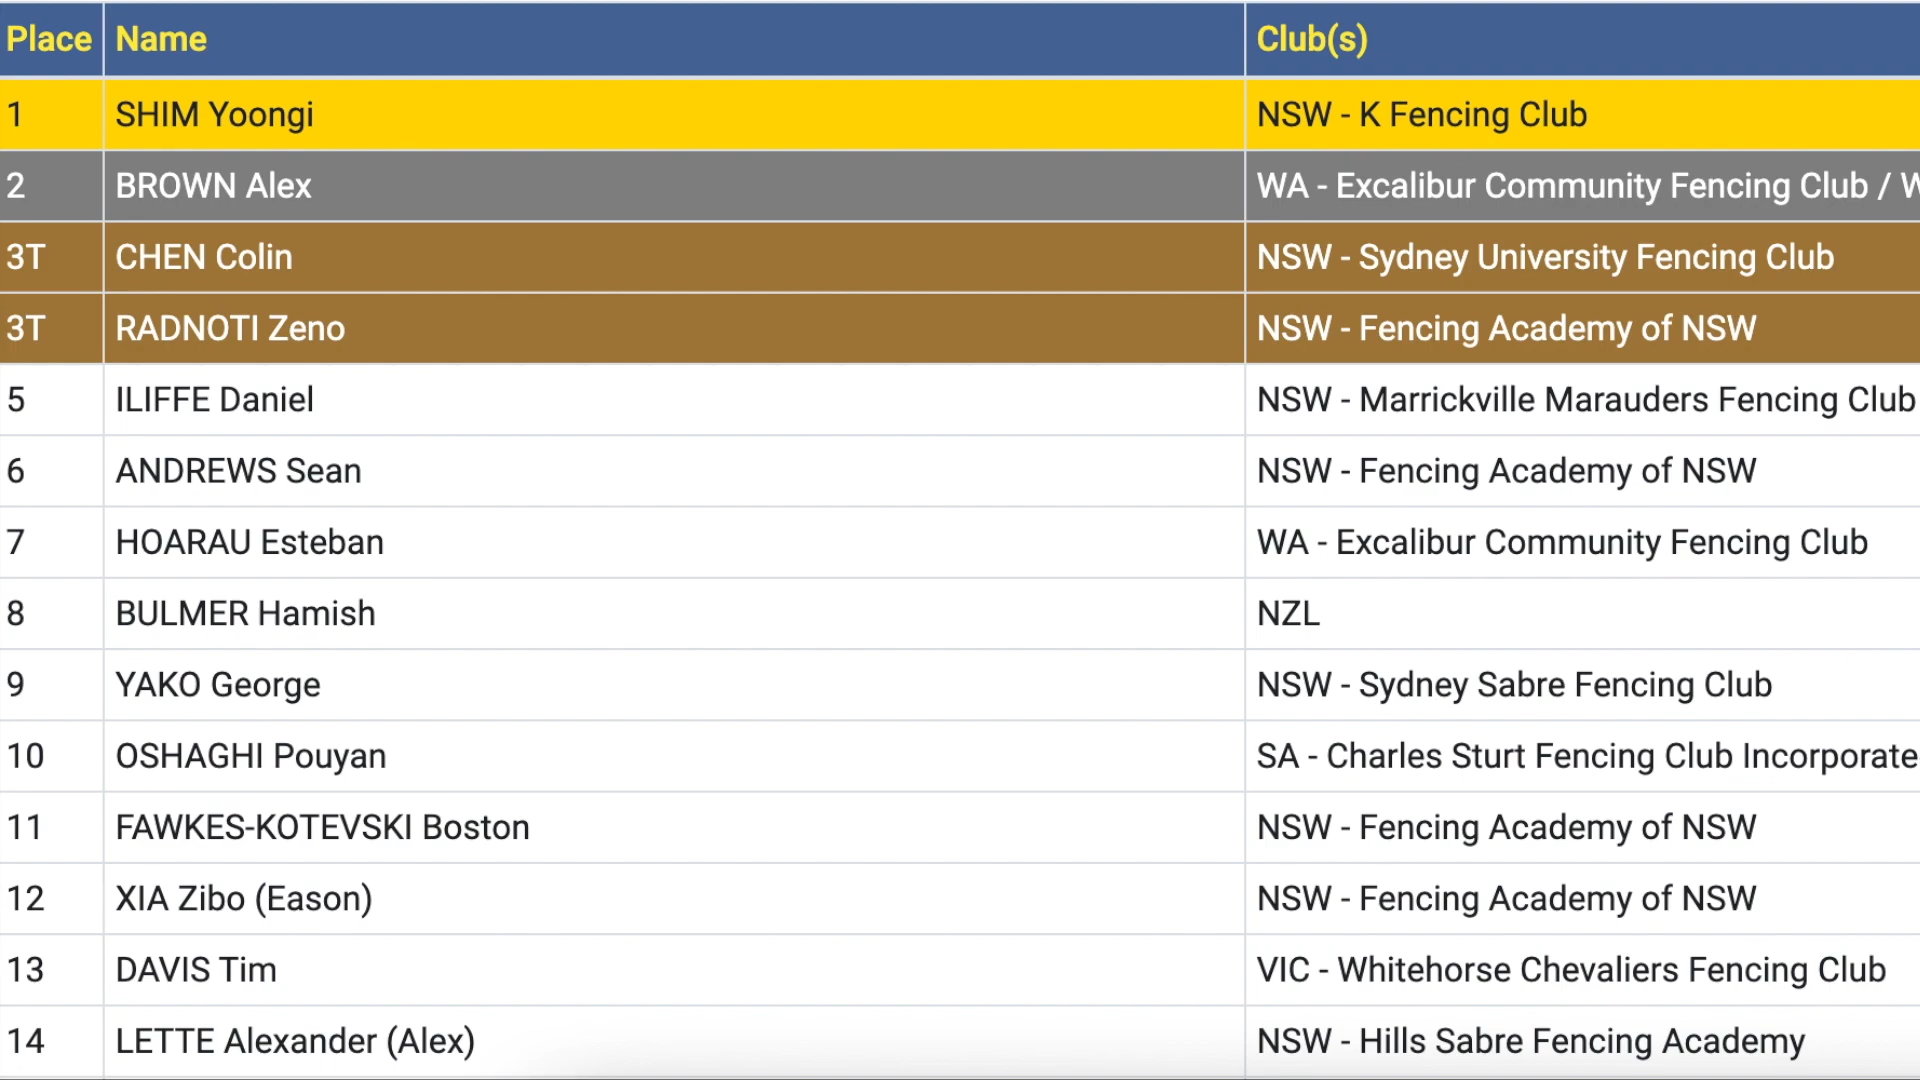 Place Name Club(s)
1 SHIM Yoongi NSW - K Fencing Club
2 BROWN Alex WA - Excalibur Community Fencing Club /
3T CHEN Colin NSW - Sydney University Fencing Club
3T RADNOTI Zeno NSW - Fencing Academy of NSW
5 ILIFFE Daniel NSW - Marrickville Marauders Fencing Club
6 ANDREWS Sean NSW - Fencing Academy of NSW
7 HOARAU Esteban WA - Excalibur Community Fencing Club
8 BULMER Hamish NZL
9 YAKO George NSW - Sydney Sabre Fencing Club
10 OSHAGHI Pouyan SA - Charles Sturt Fencing Club Incorporate
11 FAWKES-KOTEVSKI Boston NSW - Fencing Academy of NSW
12 XIA Zibo (Eason) NSW - Fencing Academy of NSW
13 DAVIS Tim VIC - Whitehorse Chevaliers Fencing Club
14 LETTE Alexander (Alex) NSW - Hills Sabre Fencing Academy